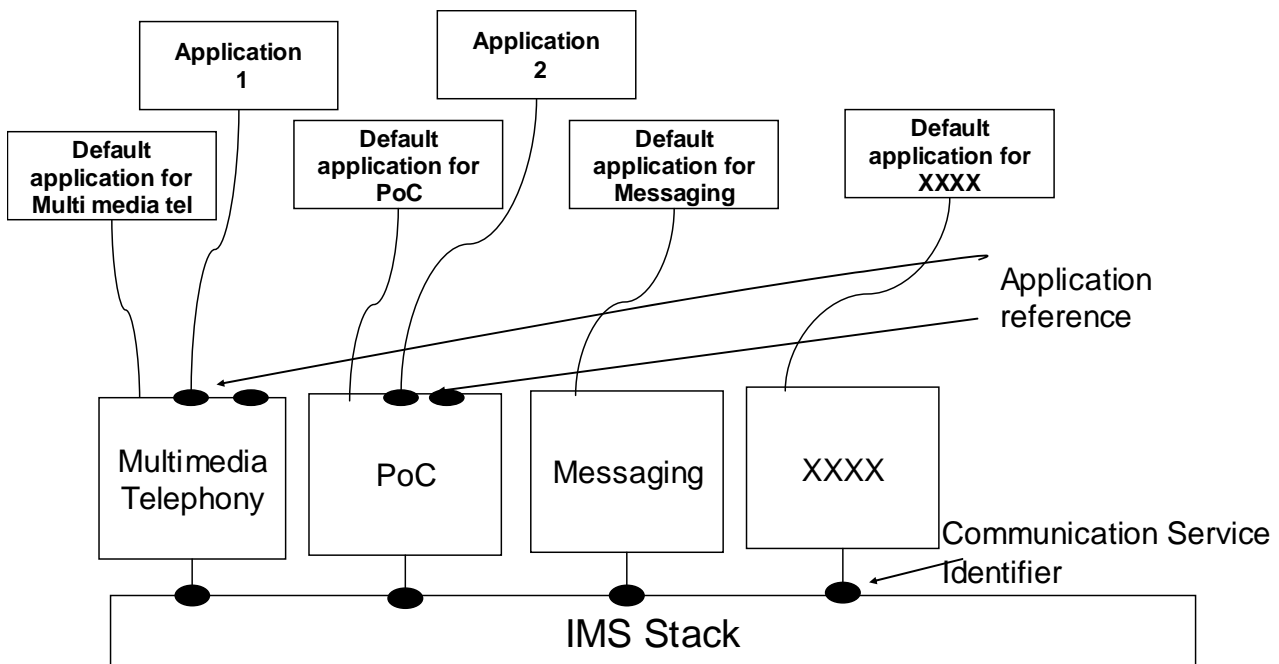 Application
1
Application
2
Default
application for
Multi media tel
Default
application for
PoC
Default
application for
Messaging
Default
application for
XXXX
Application
reference
Multimedia
Telephony
PoC
Messaging
XXXX
Communication Service
Identifier
IMS Stack